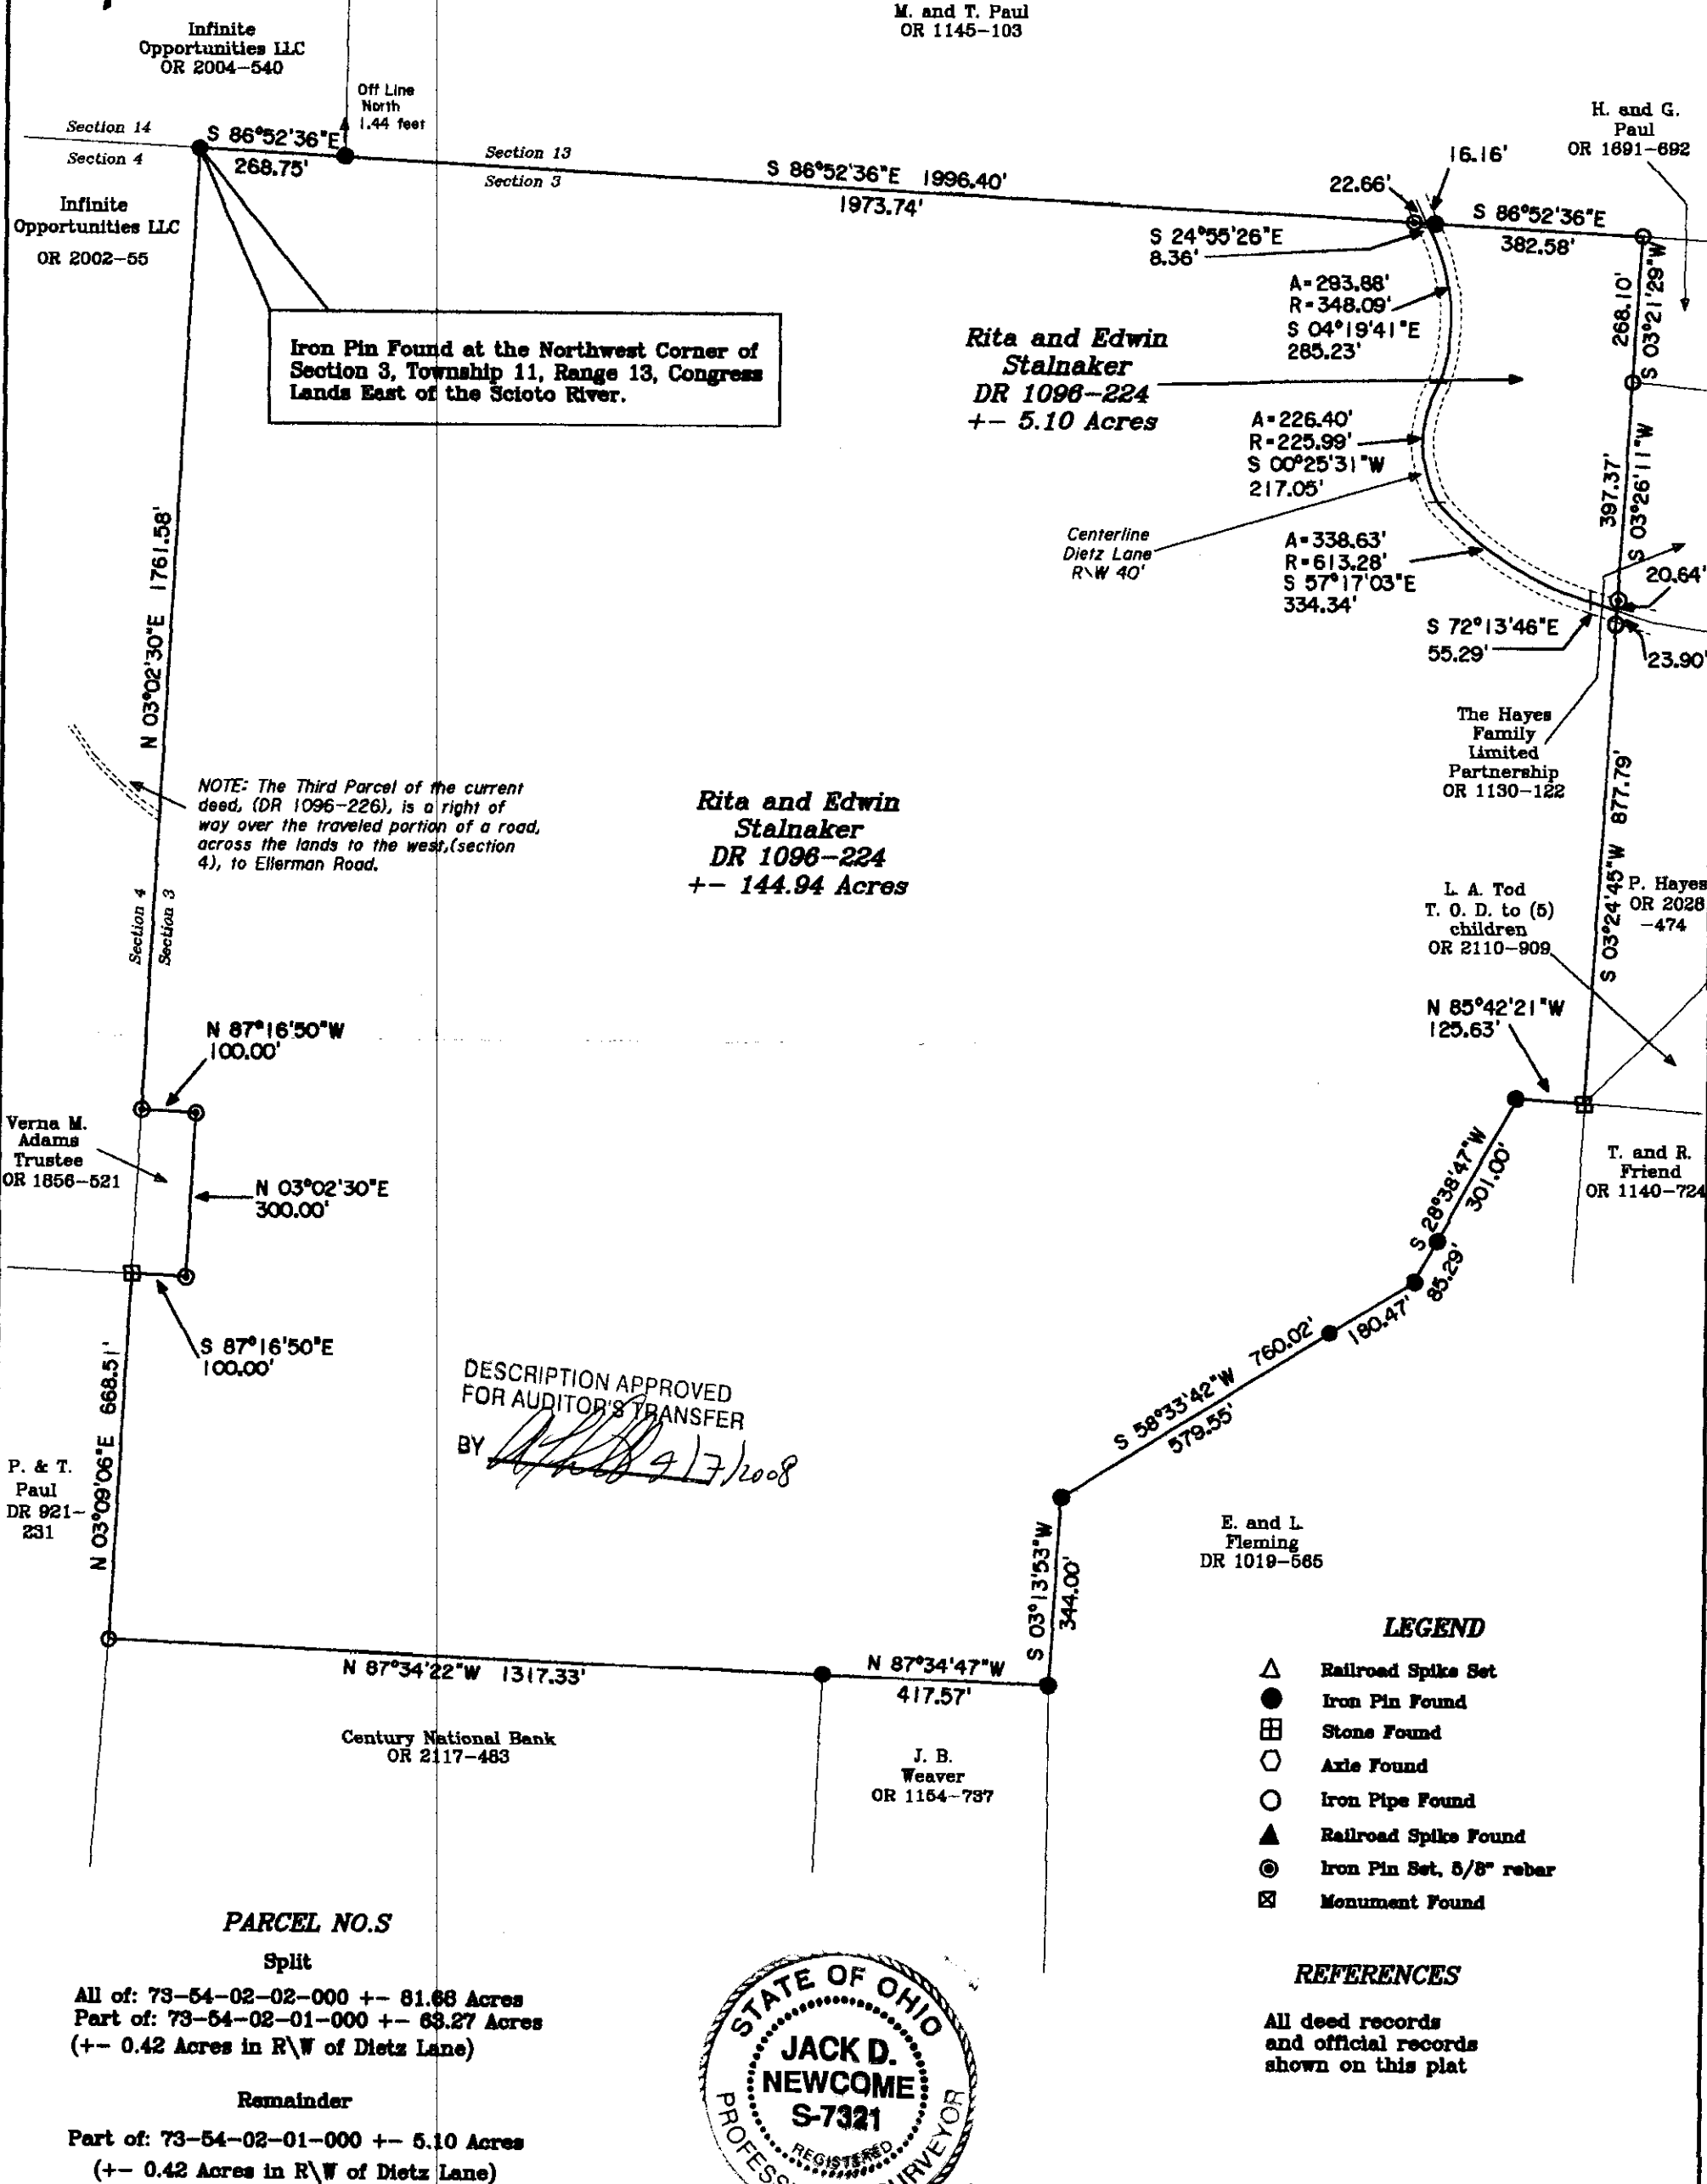 M. and T. Paul
OR 1145-103
Infinite
Opportunities LLC
OR 2004-540
Off Line
North
1.44 feet
H. and G.
Paul
OR 1691-692
Section 14
Section 4
S 86°52'36"E
268.75'
Section 13
Section 3
S 86°52'36"E 1996.40'
1973.74'
22.66'
16.16'
S 86°52'36"E
382.58'
Infinite
Opportunities LLC
OR 2002-55
S 24°55'26"E
8.36'
268.10'
S 03°21'29"W
Iron Pin Found at the Northwest Corner of
Section 3, Township 11, Range 13, Congress
Lands East of the Scioto River.
A=293.88'
R=348.09'
S 04°19'41"E
285.23'
Rita and Edwin
Stalnaker
DR 1096-224
+- 5.10 Acres
A=226.40'
R=225.99'
S 00°25'31"W
217.05'
397.37'
S 03°26'11"W
Centerline
Dietz Lane
R\W 40'
A=338.63'
R=613.28'
S 57°17'03"E
334.34'
20.64'
S 72°13'46"E
55.29'
23.90'
N 03°02'30"E 1761.58'
The Hayes
Family
Limited
Partnership
OR 1130-122
NOTE: The Third Parcel of the current
deed, (DR 1096-226), is a right of
way over the traveled portion of a road,
across the lands to the west,(section
4), to Ellerman Road.
Rita and Edwin
Stalnaker
DR 1096-224
+- 144.94 Acres
S 03°24'45"W 877.79'
Section 4
Section 3
L. A. Tod
T. O. D. to (5)
children
OR 2110-909
P. Hayes
OR 2028
-474
N 85°42'21"W
125.63'
N 87°16'50"W
100.00'
Verna M.
Adams
Trustee
OR 1856-521
N 03°02'30"E
300.00'
T. and R.
Friend
OR 1140-724
S 28°38'47"W
301.00'
85.29'
S 87°16'50"E
100.00'
180.47'
S 58°33'42"W 760.02'
579.55'
DESCRIPTION APPROVED
FOR AUDITOR'S TRANSFER
BY
/7/2008
N 03°09'06"E 668.51'
P. & T.
Paul
DR 921-
231
S 03°13'53"W
344.00'
E. and L.
Fleming
DR 1019-565
N 87°34'22"W 1317.33'
N 87°34'47"W
417.57'
Century National Bank
OR 2117-483
J. B.
Weaver
OR 1154-737
LEGEND
Railroad Spike Set
Iron Pin Found
Stone Found
Axle Found
Iron Pipe Found
Railroad Spike Found
Iron Pin Set, 5/8" rebar
Monument Found
PARCEL NO.S
Split
All of: 73-54-02-02-000 +- 81.68 Acres
Part of: 73-54-02-01-000 +- 63.27 Acres
(+- 0.42 Acres in R\W of Dietz Lane)
Remainder
Part of: 73-54-02-01-000 +- 5.10 Acres
(+- 0.42 Acres in R\W of Dietz Lane)
STATE OF OHIO
JACK D.
NEWCOME
S-7321
REGISTERED
SURVEYOR
REFERENCES
All deed records
and official records
shown on this plat